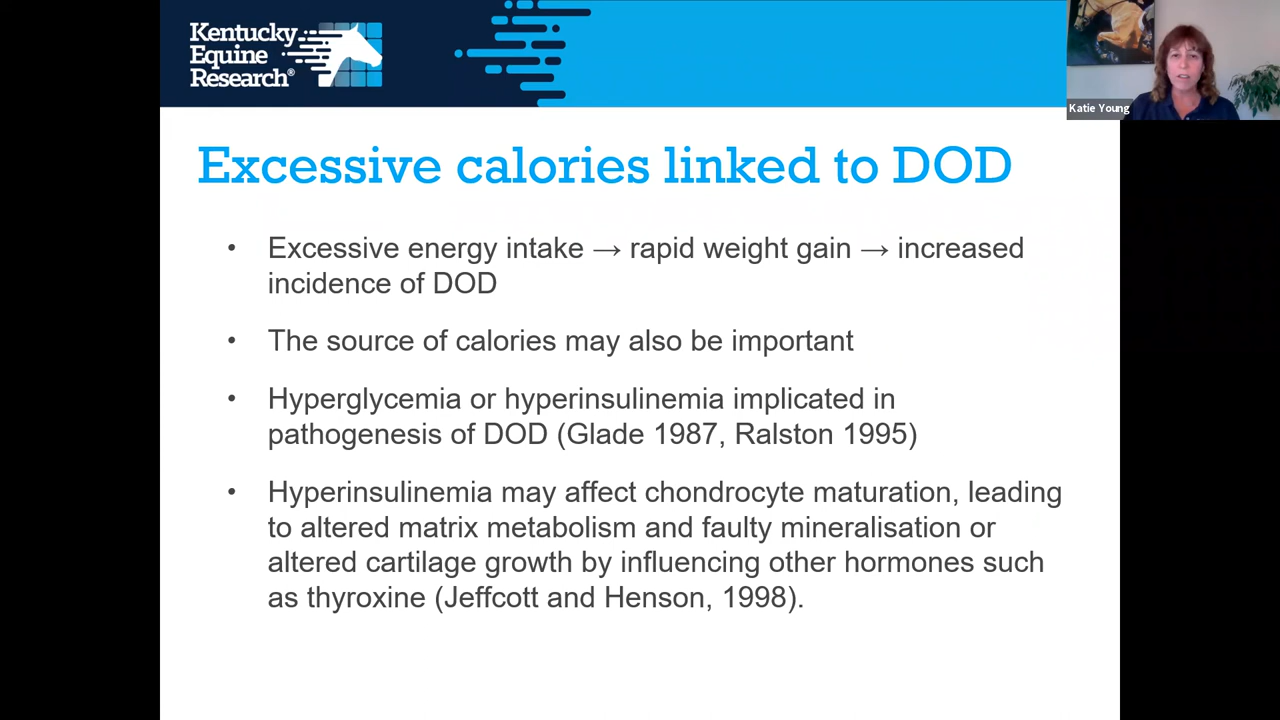 Kentucky
Equine
Research®
Katie Young
Excessive calories linked to DOD
• Excessive energy intake → rapid weight gain → increased
incidence of DOD
• The source of calories may also be important
• Hyperglycemia or hyperinsulinemia implicated in
pathogenesis of DOD (Glade 1987, Ralston 1995)
• Hyperinsulinemia may affect chondrocyte maturation, leading
to altered matrix metabolism and faulty mineralisation or
altered cartilage growth by influencing other hormones such
as thyroxine (Jeffcott and Henson, 1998).